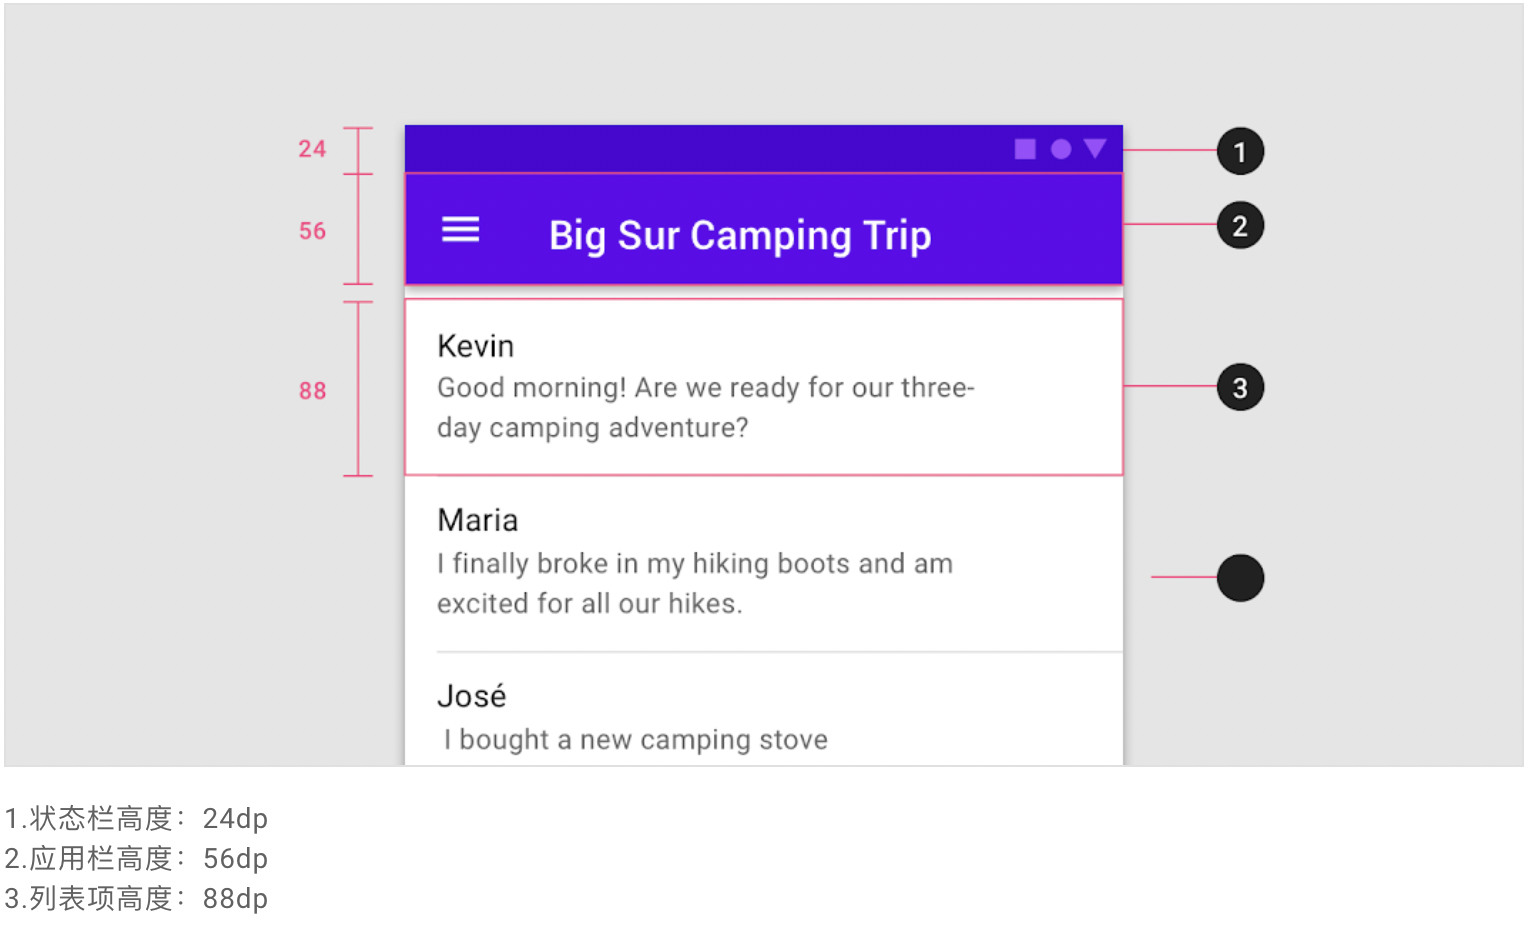 24
1
56
Big Sur Camping Trip
2
88
Kevin
Good morning! Are we ready for our three-
day camping adventure?
3
Maria
I finally broke in my hiking boots and am
excited for all our hikes.
José
I bought a new camping stove
1.状态栏高度：24dp
2.应用栏高度：56dp
3.列表项高度：88dp